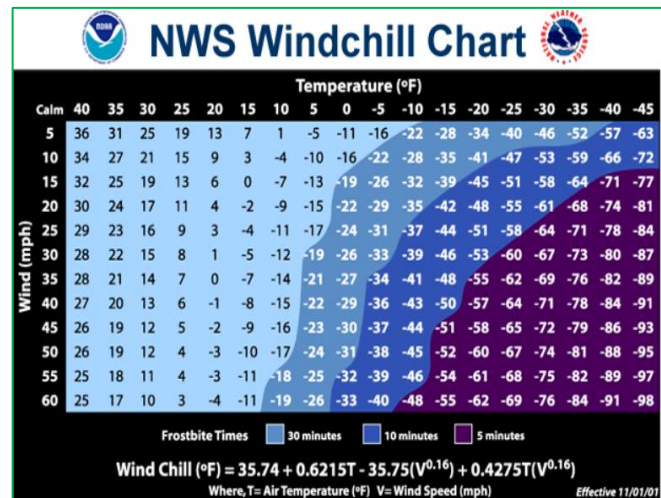 NOAA
NWS Windchill Chart
NATIONAL WEATHER SERVICE
Temperature (°F)
Calm 40 35 30 25 20 15 10 5 0 -5 -10 -15 -20 -25 -30 -35 -40 -45
Wind (mph)
5 36 31 25 19 13 7 1 -5 -11 -16 -22 -28 -34 -40 -46 -52 -57 -63
10 34 27 21 15 9 3 -4 -10 -16 -22 -28 -35 -41 -47 -53 -59 -66 -72
15 32 25 19 13 6 0 -7 -13 -19 -26 -32 -39 -45 -51 -58 -64 -71 -77
20 30 24 17 11 4 -2 -9 -15 -22 -29 -35 -42 -48 -55 -61 -68 -74 -81
25 29 23 16 9 3 -4 -11 -17 -24 -31 -37 -44 -51 -58 -64 -71 -78 -84
30 28 22 15 8 1 -5 -12 -19 -26 -33 -39 -46 -53 -60 -67 -73 -80 -87
35 28 21 14 7 0 -7 -14 -21 -27 -34 -41 -48 -55 -62 -69 -76 -82 -89
40 27 20 13 6 -1 -8 -15 -22 -29 -36 -43 -50 -57 -64 -71 -78 -84 -91
45 26 19 12 5 -2 -9 -16 -23 -30 -37 -44 -51 -58 -65 -72 -79 -86 -93
50 26 19 12 4 -3 -10 -17 -24 -31 -38 -45 -52 -60 -67 -74 -81 -88 -95
55 25 18 11 4 -3 -11 -18 -25 -32 -39 -46 -54 -61 -68 -75 -82 -89 -97
60 25 17 10 3 -4 -11 -19 -26 -33 -40 -48 -55 -62 -69 -76 -84 -91 -98
Frostbite Times 30 minutes 10 minutes 5 minutes
Wind Chill (°F) = 35.74 + 0.6215T - 35.75(V0.16) + 0.4275T(V0.16)
Where, T= Air Temperature (°F) V= Wind Speed (mph) Effective 11/01/01